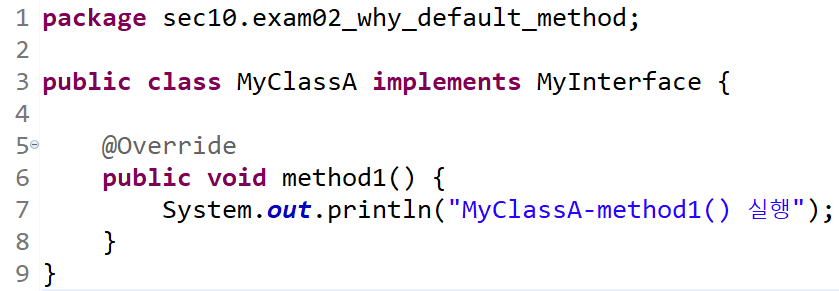 1 package sec10.exam02_why_default_method;
2
3 public class MyClassA implements MyInterface {
4
5 @Override
6 public void method1() {
7 System.out.println("MyClassA-method1() 실행");
8 }
9 }